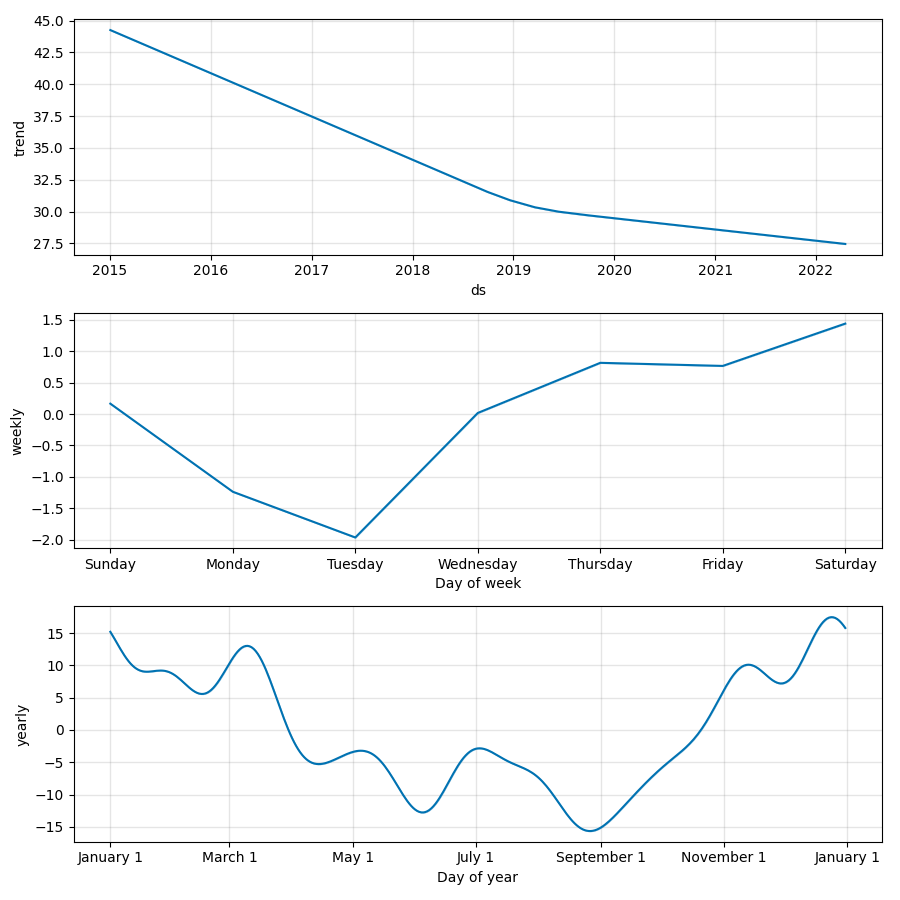 45.0
42.5
40.0
37.5
35.0
32.5
30.0
27.5
trend
2015 2016 2017 2018 2019 2020 2021 2022
ds
1.5
1.0
0.5
0.0
−0.5
−1.0
−1.5
−2.0
weekly
Sunday Monday Tuesday Wednesday Thursday Friday Saturday
Day of week
15
10
5
0
−5
−10
−15
yearly
January 1 March 1 May 1 July 1 September 1 November 1 January 1
Day of year